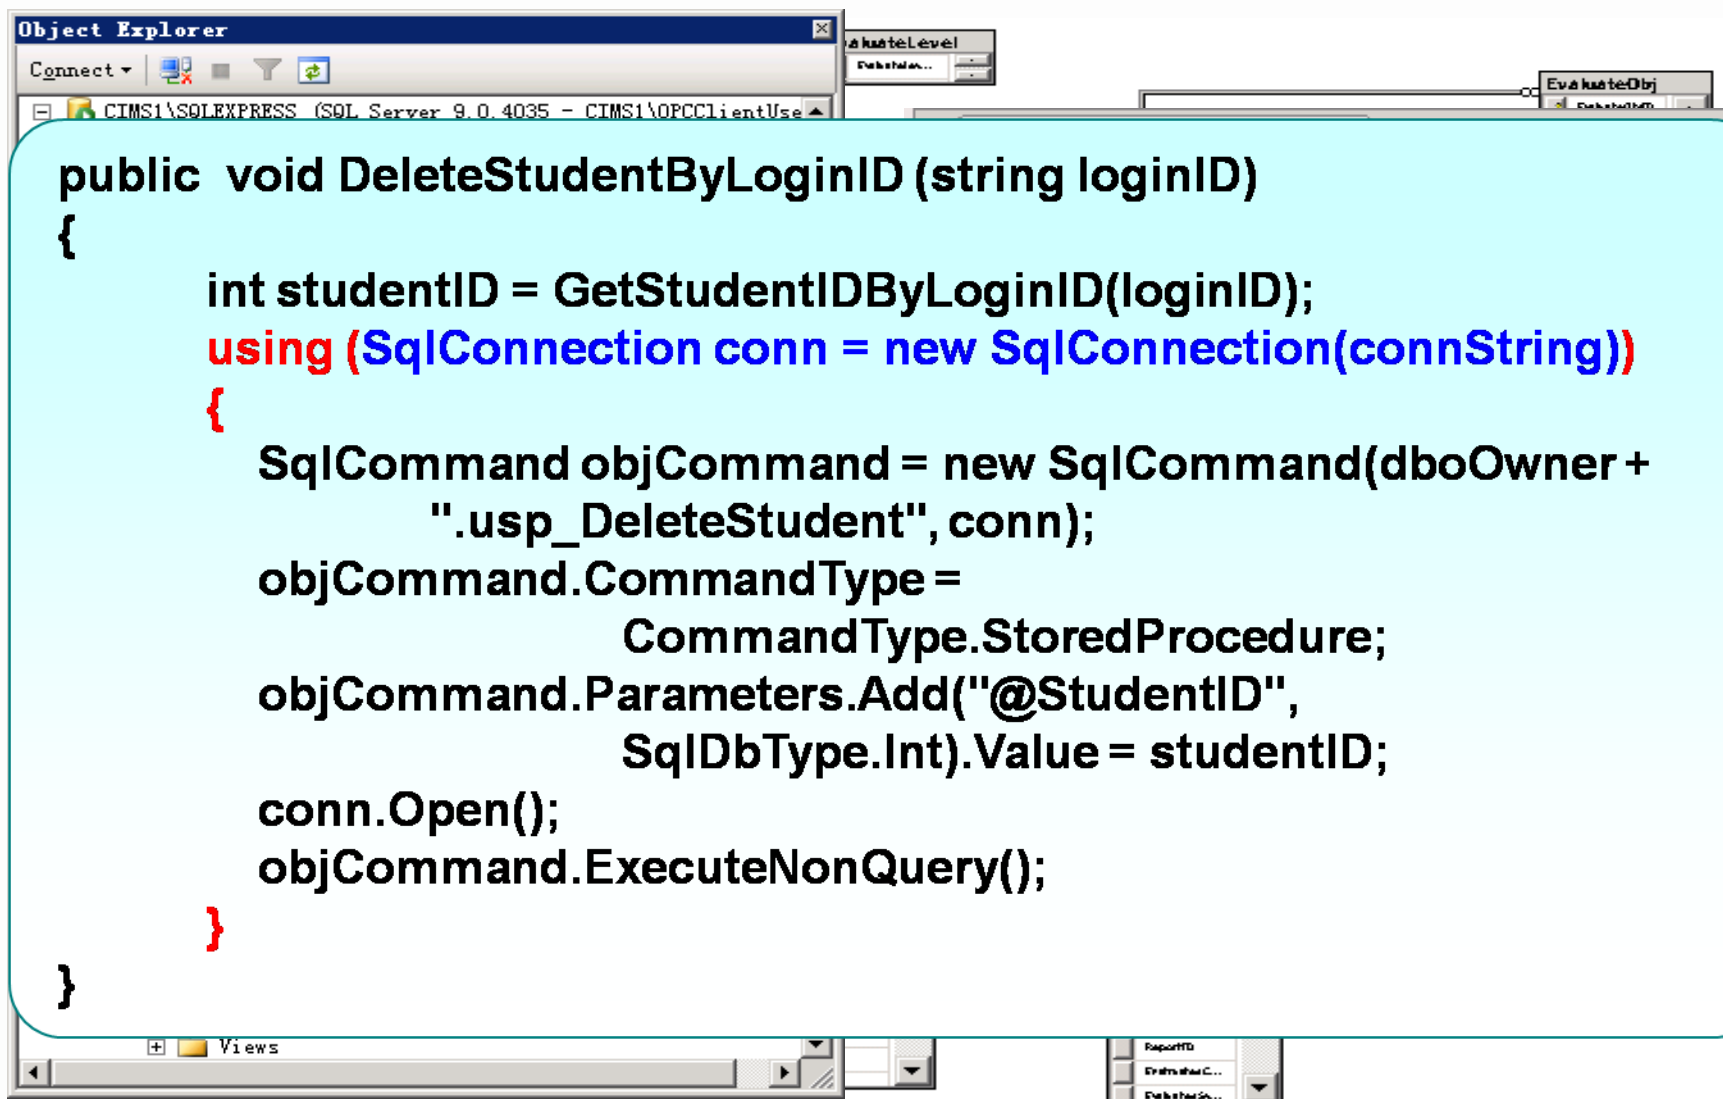 Object Explorer
Connect
CIMS1\SQLEXPRESS (SQL Server 9.0.4035 - CIMS1\OPCClientUse
EvaluateObj
public void DeleteStudentByLoginID (string loginID)
{
int studentID = GetStudentIDByLoginID(loginID);
using (SqlConnection conn = new SqlConnection(connString))
{
SqlCommand objCommand = new SqlCommand(dboOwner +
".usp_DeleteStudent", conn);
objCommand.CommandType =
CommandType.StoredProcedure;
objCommand.Parameters.Add("@StudentID",
SqlDbType.Int).Value = studentID;
conn.Open();
objCommand.ExecuteNonQuery();
}
}
Views
ReportID